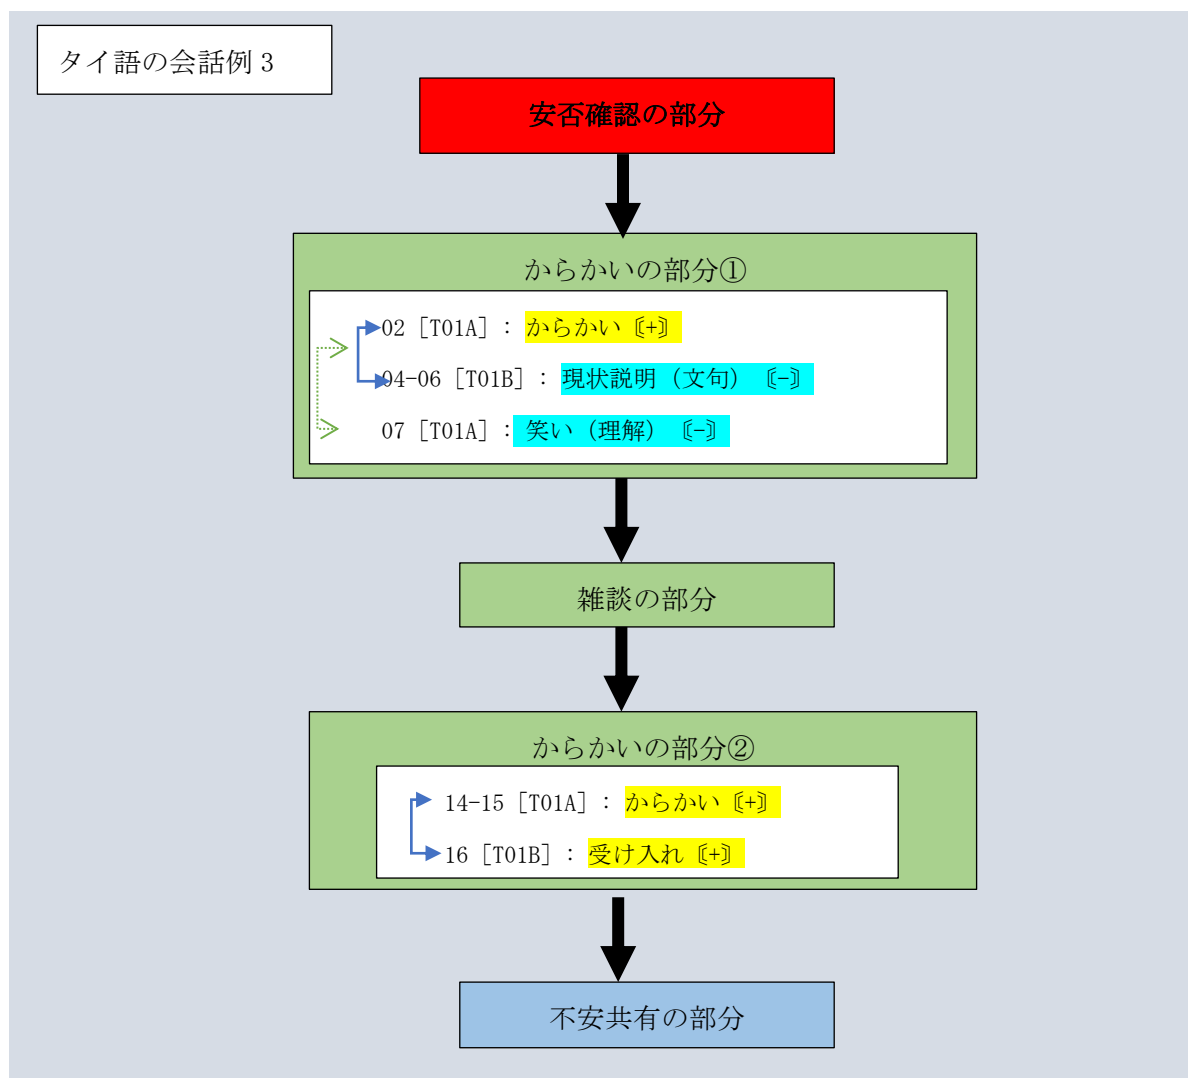 タイ語の会話例 3
安否確認の部分
からかいの部分①
02 [T01A] : からかい〔+〕
04-06 [T01B] : 現状説明（文句）〔-〕
07 [T01A] : 笑い（理解）〔-〕
雑談の部分
からかいの部分②
14-15 [T01A] : からかい〔+〕
16 [T01B] : 受け入れ〔+〕
不安共有の部分